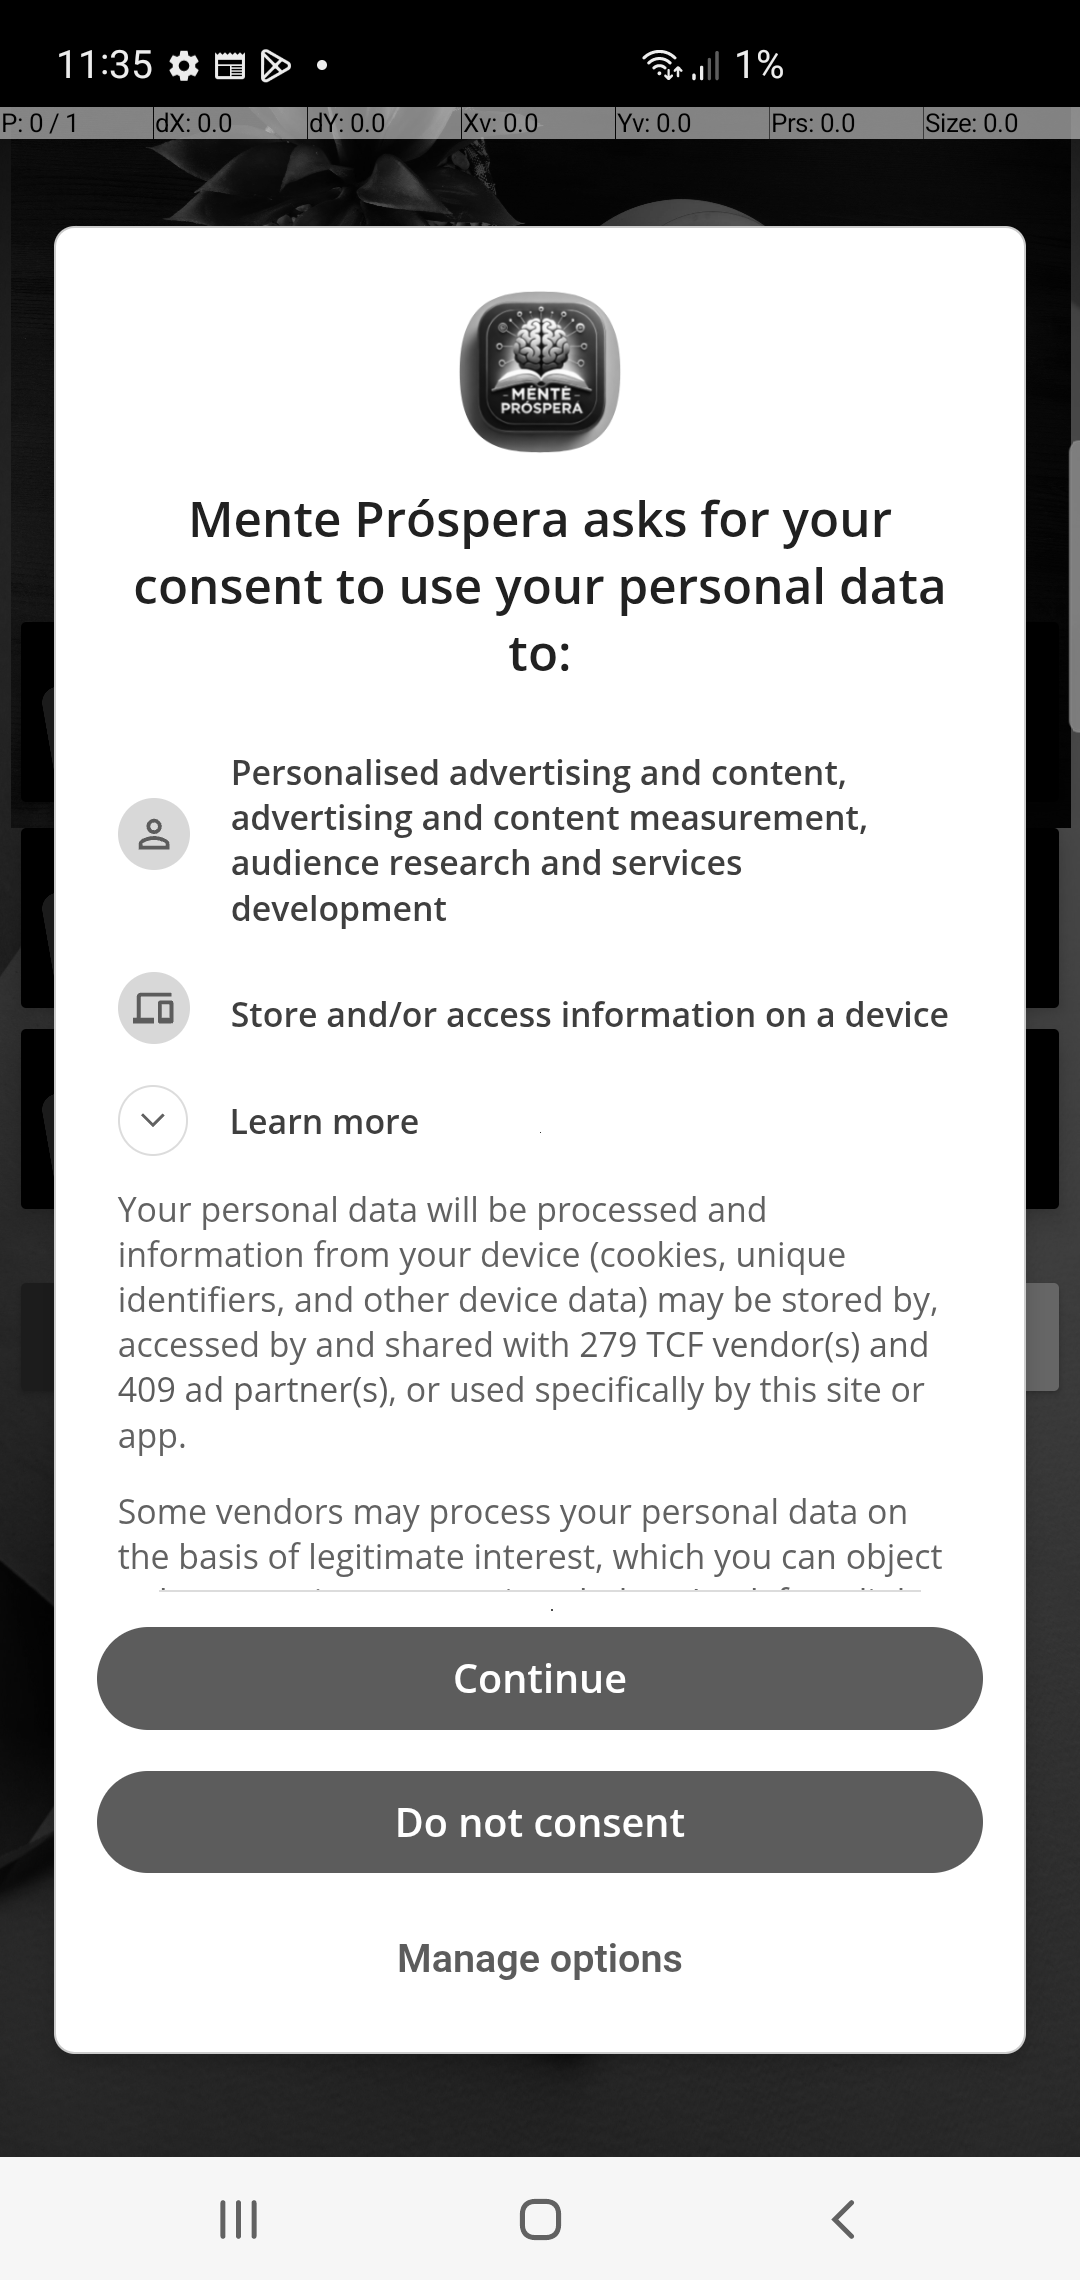 11:35 1%
P: 0 / 1 dX: 0.0 dY: 0.0 Xv: 0.0 Yv: 0.0 Prs: 0.0 Size: 0.0
MENTE
PRÓSPERA
Mente Próspera asks for your
consent to use your personal data
to:
Personalised advertising and content,
advertising and content measurement,
audience research and services
development
Store and/or access information on a device
Learn more
Your personal data will be processed and
information from your device (cookies, unique
identifiers, and other device data) may be stored by,
accessed by and shared with 279 TCF vendor(s) and
409 ad partner(s), or used specifically by this site or
app.
Some vendors may process your personal data on
the basis of legitimate interest, which you can object
Continue
Do not consent
Manage options